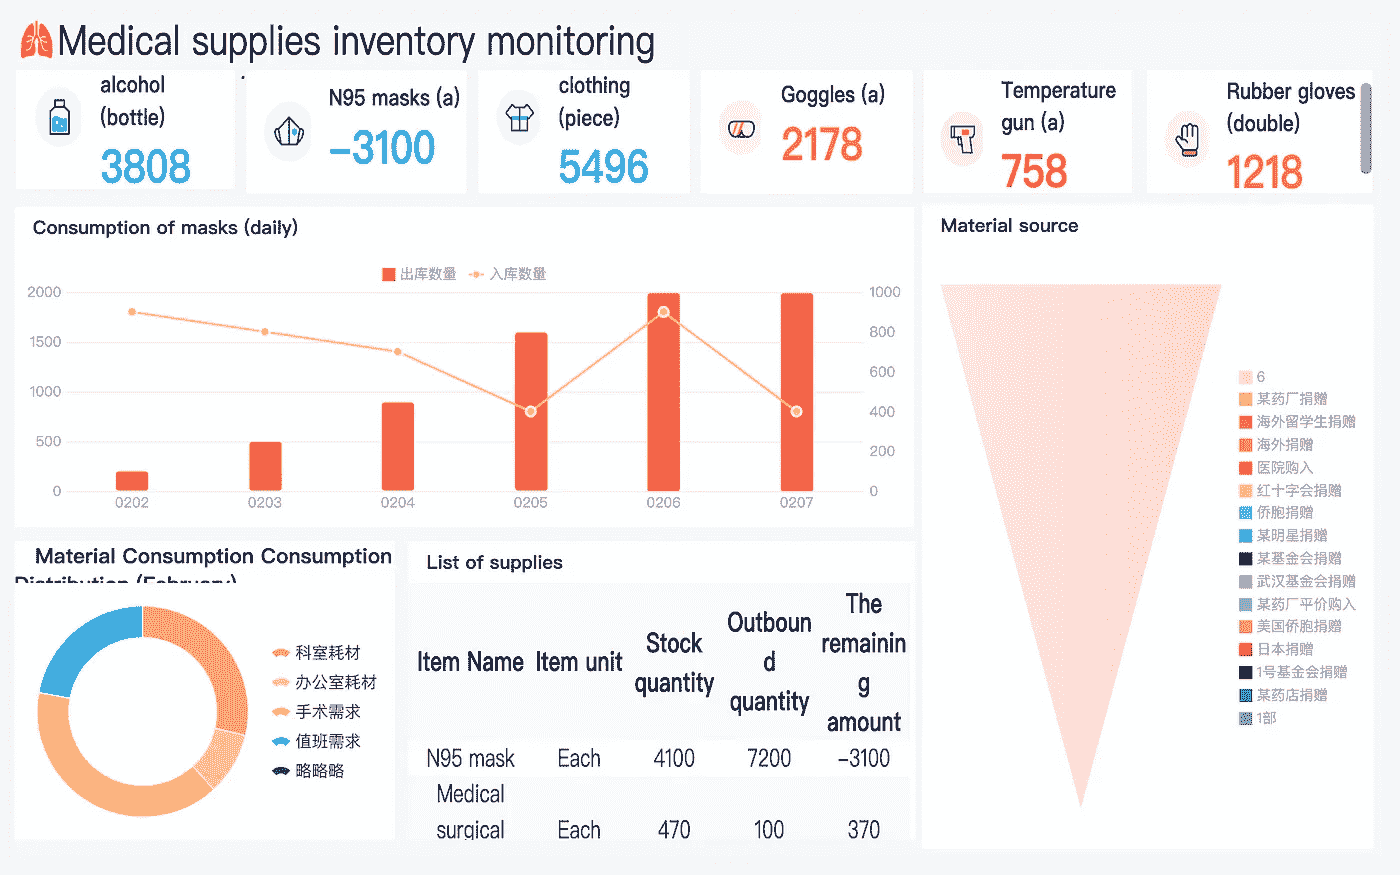 Medical supplies inventory monitoring
alcohol
(bottle)
3808
N95 masks (a)
-3100
clothing
(piece)
5496
Goggles (a)
2178
Temperature
gun (a)
758
Rubber gloves
(double)
1218
Consumption of masks (daily)
出库数量 入库数量
2000 1000
1500 800
1000 600
500 400
0 200
0
0202 0203 0204 0205 0206 0207
Material source
6
某药厂捐赠
海外留学生捐赠
海外捐赠
医院购入
红十字会捐赠
侨胞捐赠
某明星捐赠
某基金会捐赠
武汉基金会捐赠
某药厂平价购入
美国侨胞捐赠
日本捐赠
1号基金会捐赠
某药店捐赠
1部
Material Consumption Consumption
Distribution (February)
科室耗材
办公室耗材
手术需求
值班需求
咯咯咯
List of supplies
Item Name
Item unit
Stock
quantity
Outboun
d
quantity
The
remainin
g
amount
N95 mask Each 4100 7200 -3100
Medical
surgical Each 470 100 370